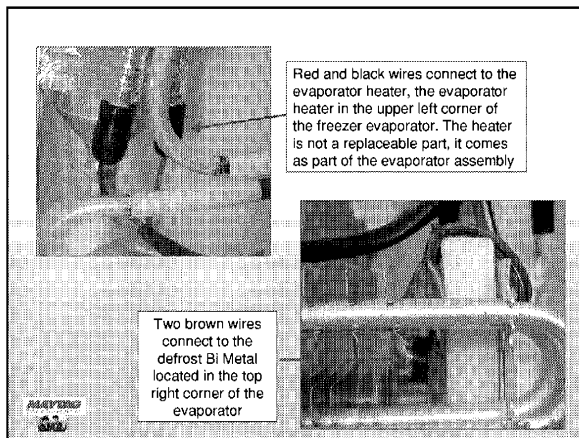 Red and black wires connect to the
evaporator heater, the evaporator
heater in the upper left corner of
the freezer evaporator. The heater
is not a replaceable part, it comes
as part of the evaporator assembly
Two brown wires
connect to the
defrost Bi Metal
located in the top
right corner of the
evaporator
MAYTAG